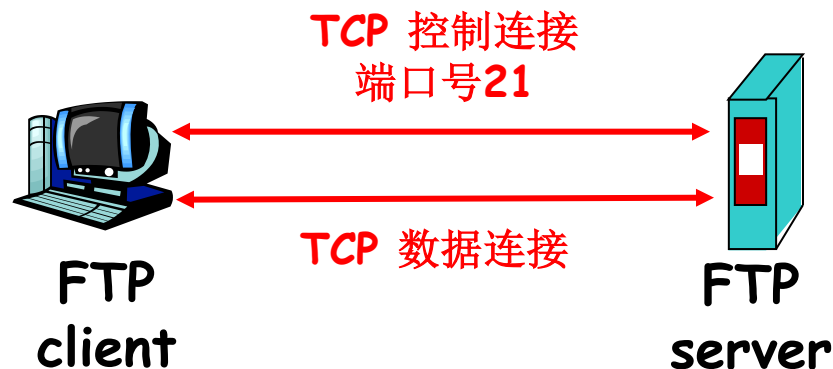 TCP 控制连接
端口号21
TCP 数据连接
FTP
client
FTP
server